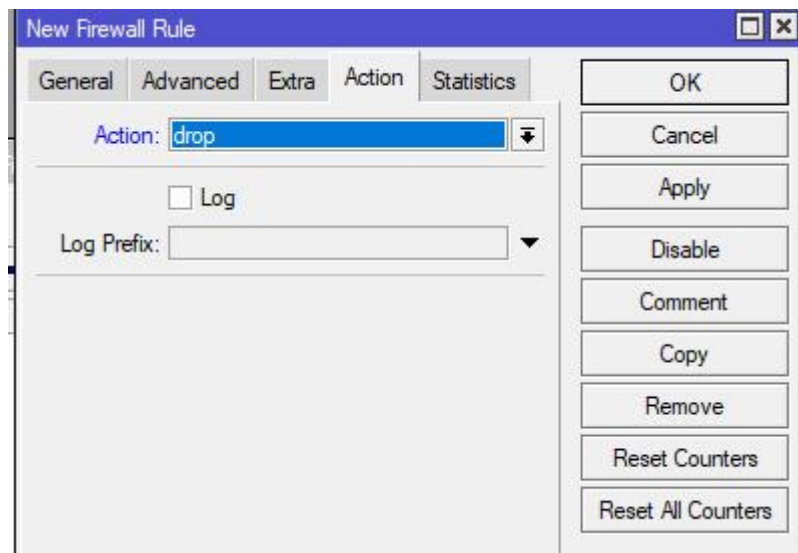 New Firewall Rule
General Advanced Extra Action Statistics
Action: drop
Log
Log Prefix:
OK
Cancel
Apply
Disable
Comment
Copy
Remove
Reset Counters
Reset All Counters